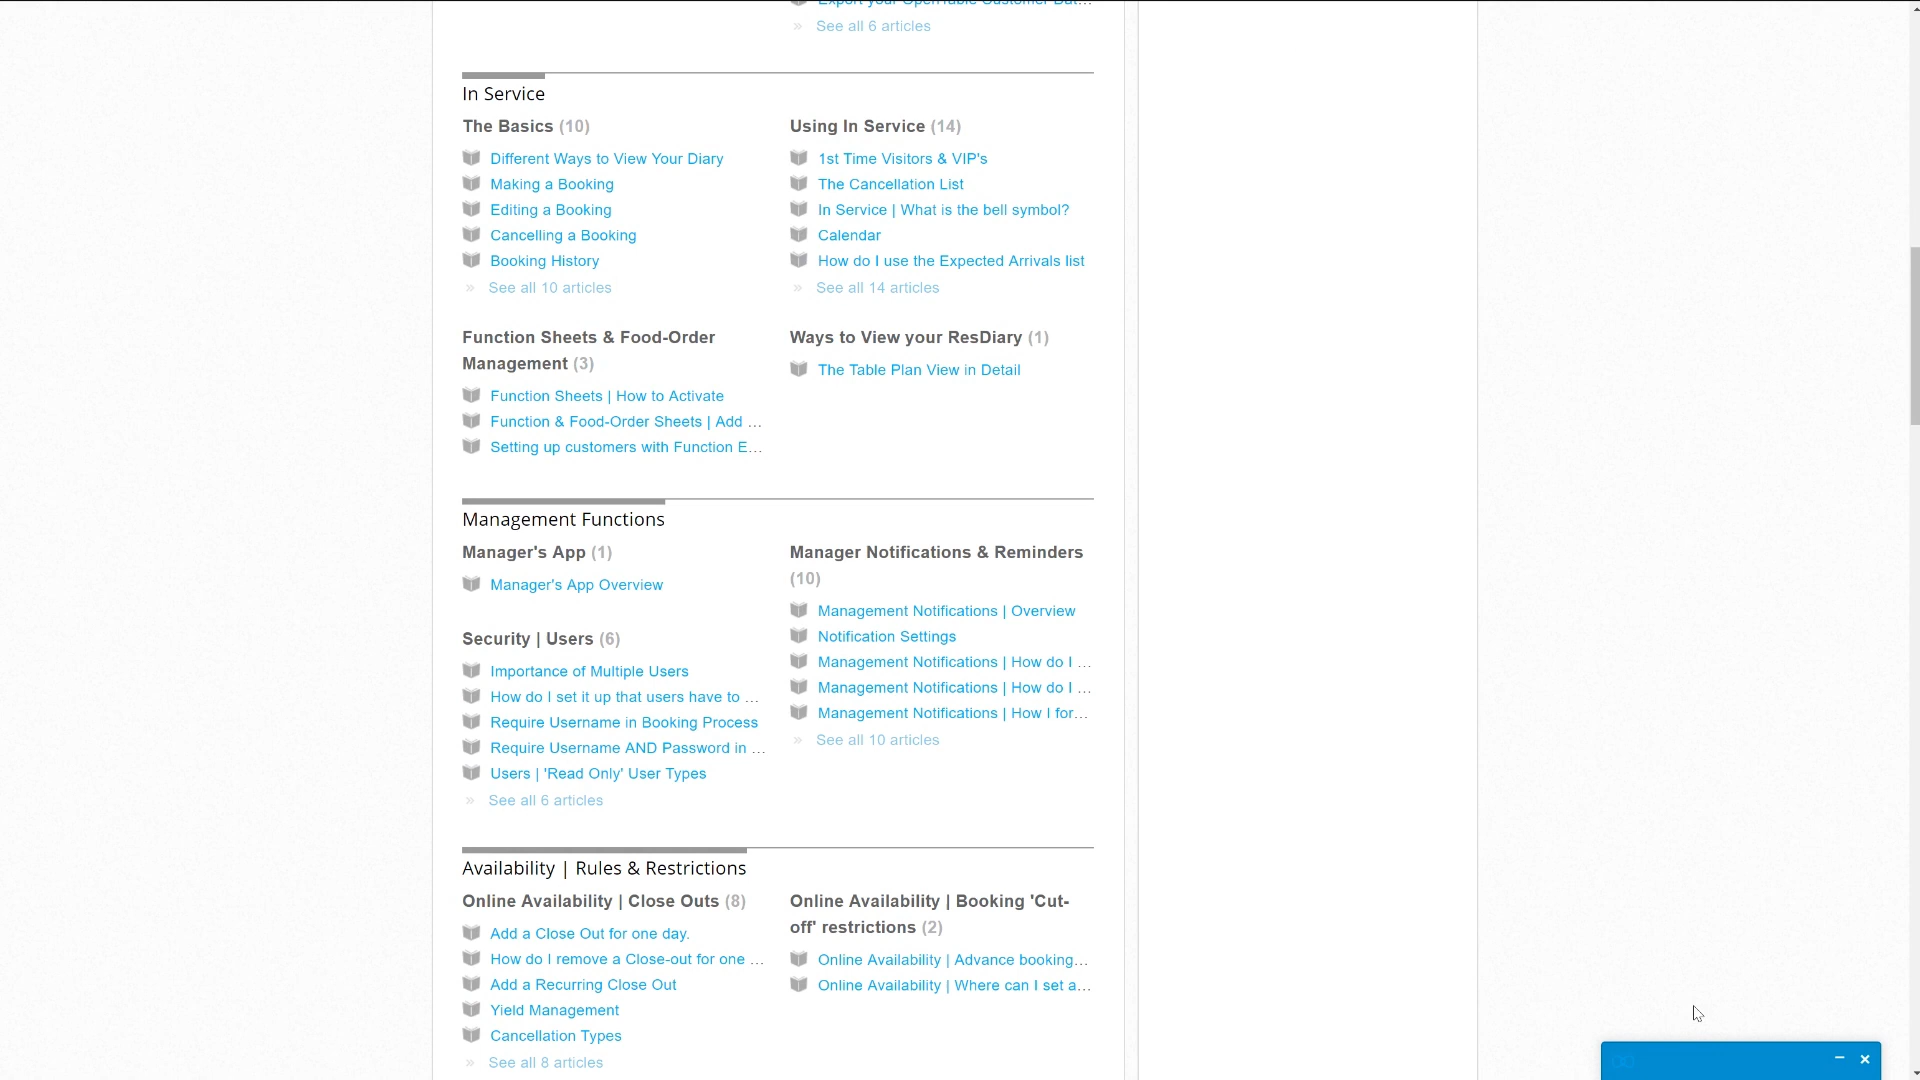 Export your OpenTable Customer Dat...
» See all 6 articles
In Service
The Basics (10)
Different Ways to View Your Diary
Making a Booking
Editing a Booking
Cancelling a Booking
Booking History
» See all 10 articles
Using In Service (14)
1st Time Visitors & VIP's
The Cancellation List
In Service | What is the bell symbol?
Calendar
How do I use the Expected Arrivals list
» See all 14 articles
Function Sheets & Food-Order
Management (3)
Function Sheets | How to Activate
Function & Food-Order Sheets | Add ...
Setting up customers with Function E...
Ways to View your ResDiary (1)
The Table Plan View in Detail
Management Functions
Manager's App (1)
Manager's App Overview
Security | Users (6)
Importance of Multiple Users
How do I set it up that users have to ...
Require Username in Booking Process
Require Username AND Password in ...
Users | 'Read Only' User Types
» See all 6 articles
Manager Notifications & Reminders
(10)
Management Notifications | Overview
Notification Settings
Management Notifications | How do I ...
Management Notifications | How do I ...
Management Notifications | How I for...
» See all 10 articles
Availability | Rules & Restrictions
Online Availability | Close Outs (8)
Add a Close Out for one day.
How do I remove a Close-out for one ...
Add a Recurring Close Out
Yield Management
Cancellation Types
» See all 8 articles
Online Availability | Booking 'Cut-
off' restrictions (2)
Online Availability | Advance booking...
Online Availability | Where can I set a...